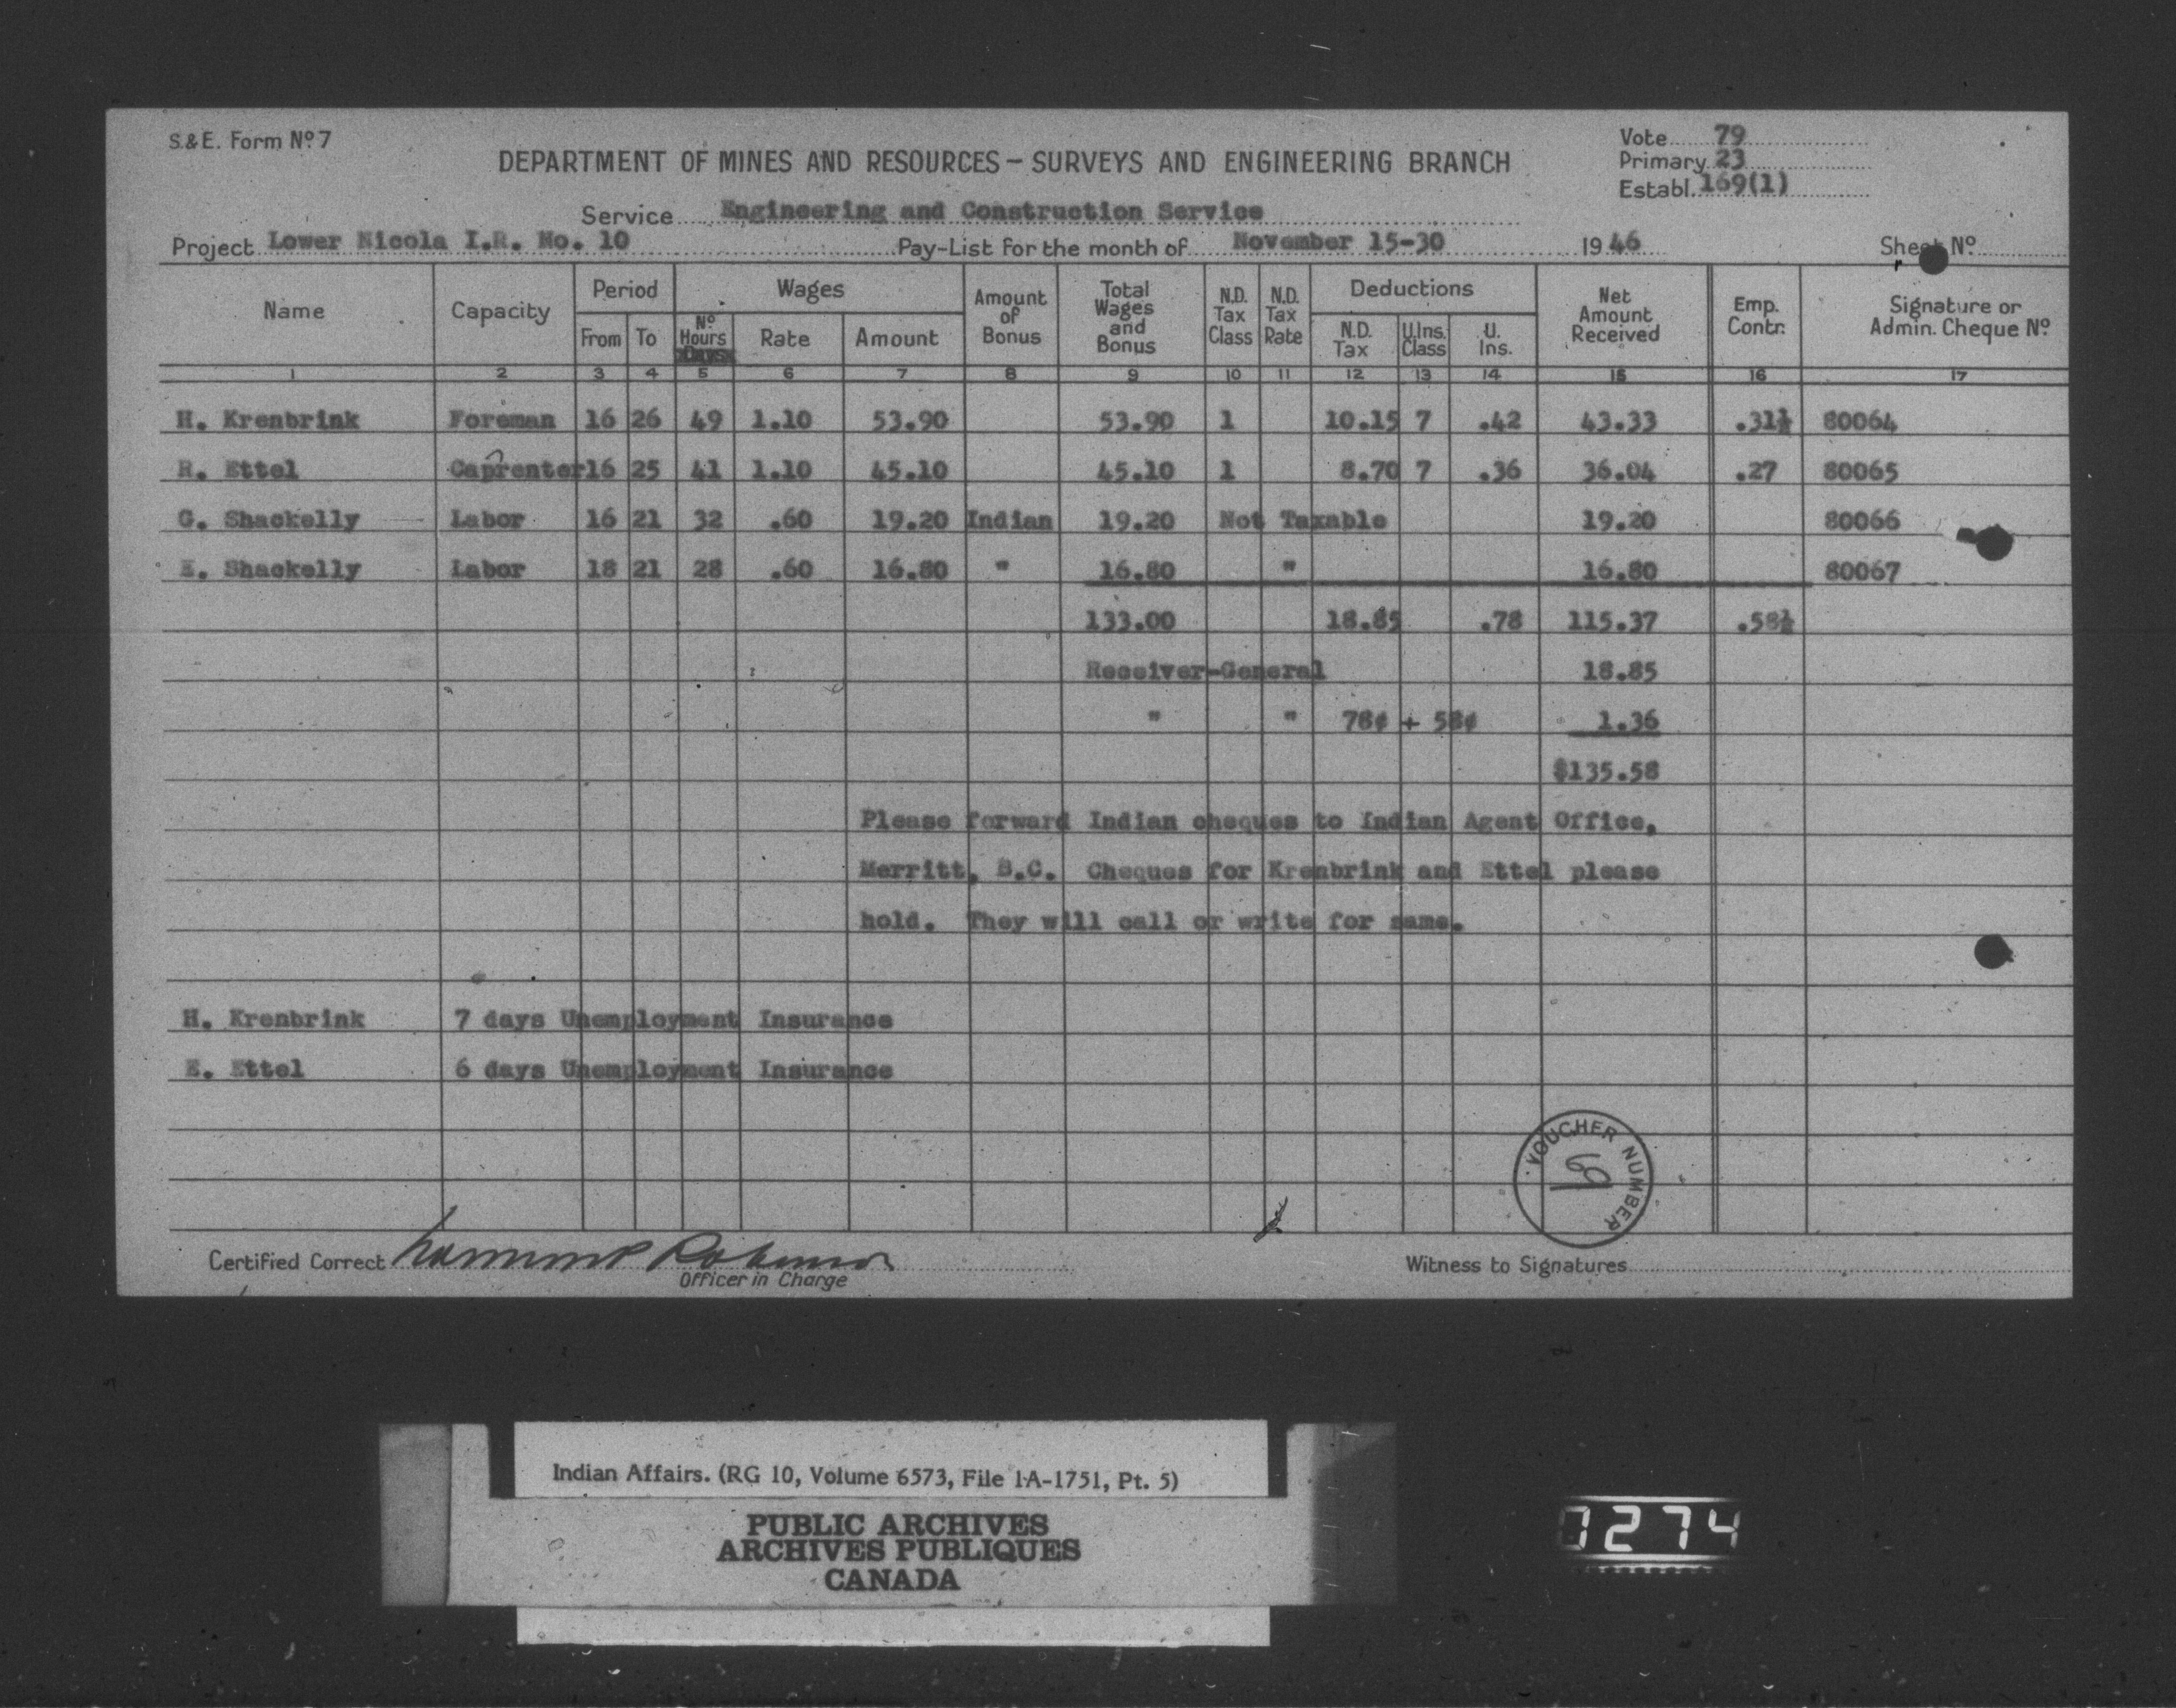 S.&E. Form Nº 7
Vote 79
DEPARTMENT OF MINES AND RESOURCES – SURVEYS AND ENGINEERING BRANCH
Primary 23
Establ. 169(1)
Service Engineering and Construction Service
Project Lower Nicola I.R. No. 10 Pay-List for the month of November 15-30 1946 Sheet Nº
Name Capacity Period Wages Amount of Bonus Total Wages and Bonus N.D. Tax Class N.D. Tax Rate Deductions Net Amount Received Emp. Contr. Signature or Admin. Cheque Nº
From To Nº Hours Days Rate Amount N.D. Tax U.Ins. Class U. Ins.
1 2 3 4 5 6 7 8 9 10 11 12 13 14 15 16 17
H. Krenbrink Foreman 16 26 49 1.10 53.90 53.90 1 10.15 7 .42 43.33 .31½ 80064
R. Ettel Caprenter 16 25 41 1.10 45.10 45.10 1 8.70 7 .36 36.04 .27 80065
G. Shackelly Labor 16 21 32 .60 19.20 Indian 19.20 Not Taxable 19.20 80066
E. Shackelly Labor 18 21 28 .60 16.80 " 16.80 " 16.80 80067
133.00 18.85 .78 115.37 .58½
Receiver-General 18.85
" " 78¢ + 58¢ 1.36
$135.58
Please forward Indian cheques to Indian Agent Office,
Merritt, B.C. Cheques for Krenbrink and Ettel please
hold. They will call or write for same.
H. Krenbrink 7 days Unemployment Insurance
E. Ettel 6 days Unemployment Insurance
VOUCHER NUMBER
69
Certified Correct
Officer in Charge
Witness to Signatures
Indian Affairs. (RG 10, Volume 6573, File 1A-1751, Pt. 5)
PUBLIC ARCHIVES
ARCHIVES PUBLIQUES
CANADA
7274